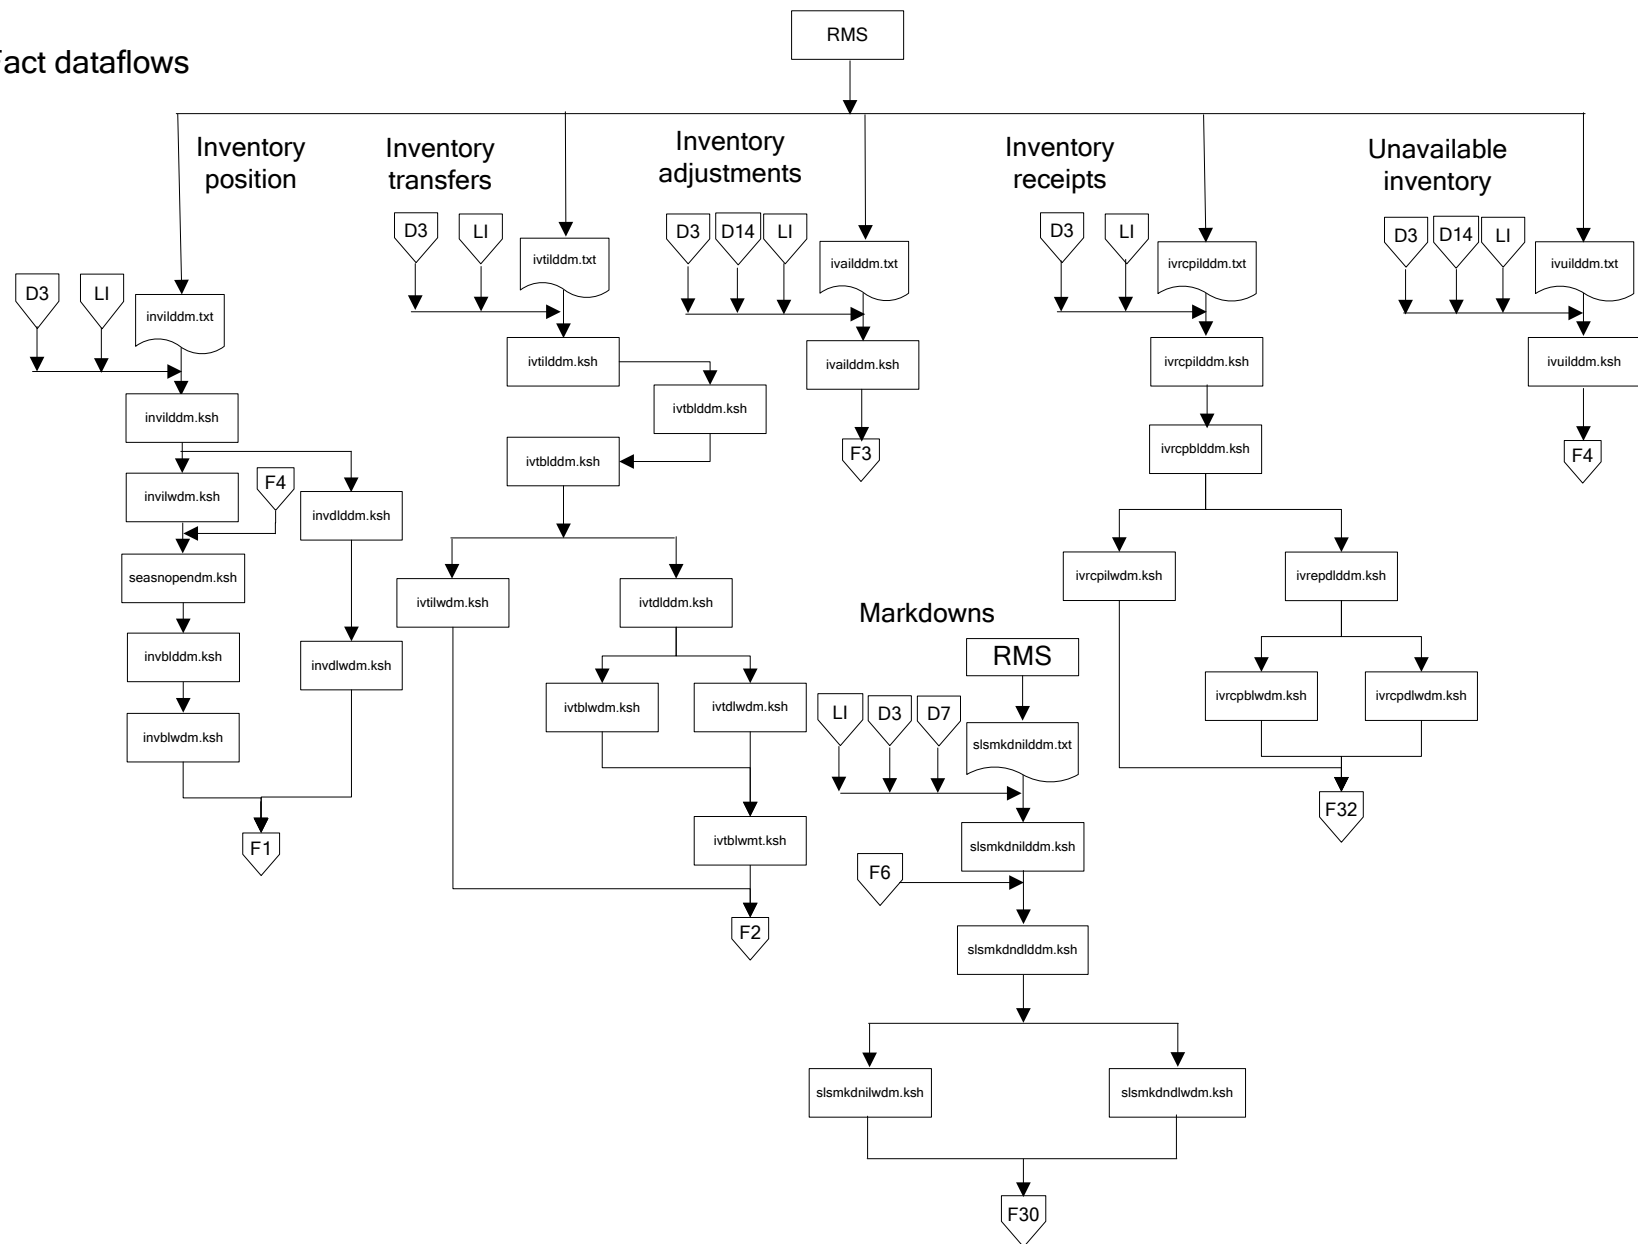 RMS
Fact dataflows
Inventory
position
Inventory
transfers
Inventory
adjustments
Inventory
receipts
Unavailable
inventory
D3
LI
invilddm.txt
D3
LI
ivtilddm.txt
D3
D14
LI
ivailddm.txt
D3
LI
ivrcpilddm.txt
D3
D14
LI
ivuilddm.txt
invilddm.ksh
invilwdm.ksh
F4
invdlddm.ksh
seasnopendm.ksh
invblddm.ksh
invdlwdm.ksh
invblwdm.ksh
F1
ivtilddm.ksh
ivtblddm.ksh
ivtblddm.ksh
ivtilwdm.ksh
ivtdlddm.ksh
ivtblwdm.ksh
ivtdlwdm.ksh
ivtblwmt.ksh
F2
ivailddm.ksh
F3
ivrcpilddm.ksh
ivrcpblddm.ksh
ivrcpilwdm.ksh
ivrepdlddm.ksh
ivrcpblwdm.ksh
ivrcpdlwdm.ksh
F32
ivuilddm.ksh
F4
Markdowns
RMS
LI
D3
D7
slsmkdnilddm.txt
slsmkdnilddm.ksh
F6
slsmkdndlddm.ksh
slsmkdnilwdm.ksh
slsmkdndlwdm.ksh
F30